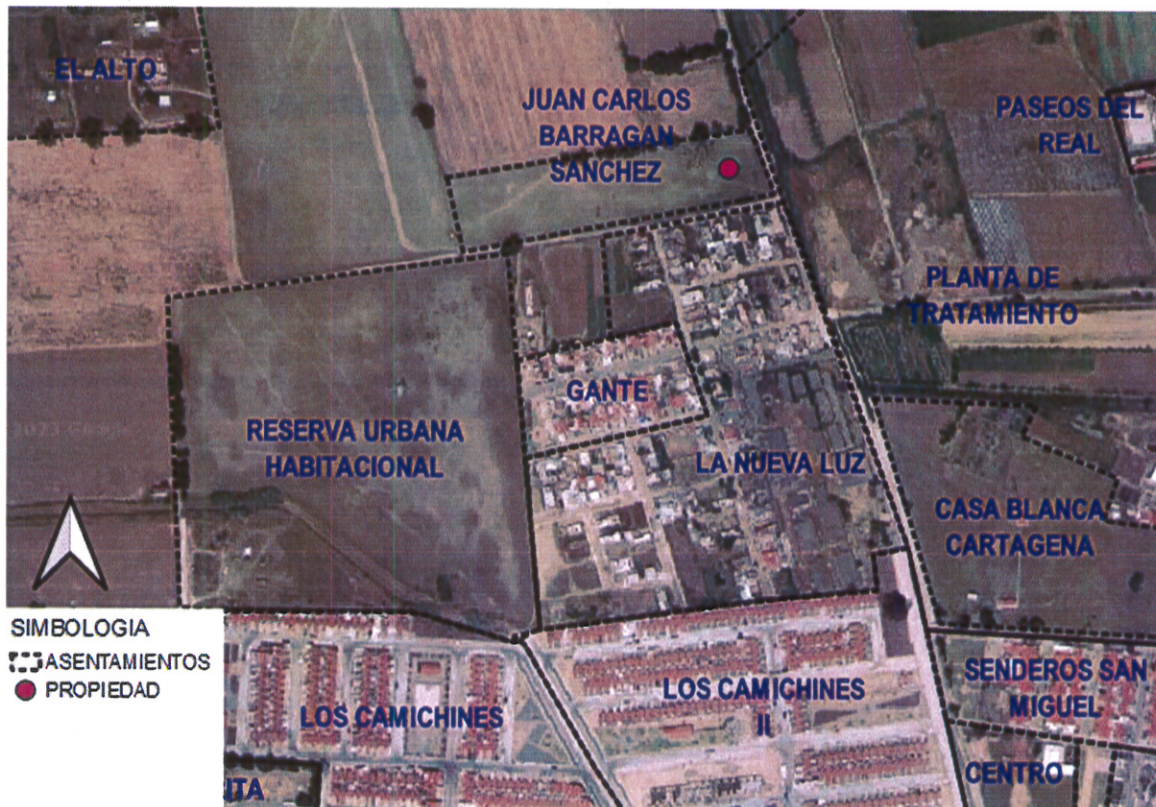 EL ALTO
JUAN CARLOS
BARRAGAN
SANCHEZ
PASEOS DEL
REAL
PLANTA DE
TRATAMIENTO
GANTE
RESERVA URBANA
HABITACIONAL
LA NUEVA LUZ
CASA BLANCA
CARTAGENA
SIMBOLOGIA
ASENTAMIENTOS
PROPIEDAD
LOS CAMICHINES
LOS CAMICHINES
II
SENDEROS SAN
MIGUEL
CENTRO